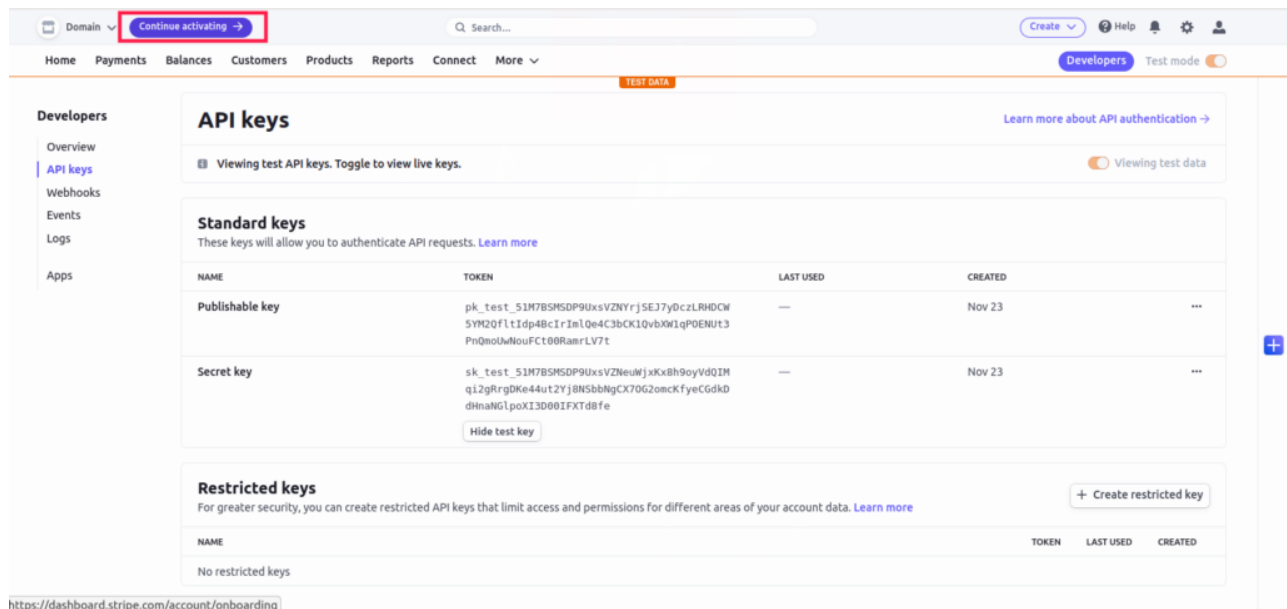 Domain Continue activating → Search... Create Help
Home Payments Balances Customers Products Reports Connect More Developers Test mode
TEST DATA
Developers
Overview
API keys
Webhooks
Events
Logs
Apps
API keys Learn more about API authentication →
Viewing test API keys. Toggle to view live keys. Viewing test data
Standard keys
These keys will allow you to authenticate API requests. Learn more
NAME TOKEN LAST USED CREATED
Publishable key pk_test_51M7BSMSDP9UxsVZNYrjSEJ7yDczLRHDCW — Nov 23 •••
5YM2QfltIdp4BcIrImlQe4C3bCK1QvbXW1qPOENUt3
PnQmoUwNouFCt00RamrLV7t
Secret key sk_test_51M7BSMSDP9UxsVZNeuWjxKx8h9oyVdQIM — Nov 23 •••
qi2gRrgDKe44ut2Yj8NSbbNgCX7OG2omcKfyeCGdkD
dHnaNGlpoXI3D00IFXTd8fe
Hide test key
Restricted keys
For greater security, you can create restricted API keys that limit access and permissions for different areas of your account data. Learn more
+ Create restricted key
NAME TOKEN LAST USED CREATED
No restricted keys
https://dashboard.stripe.com/account/onboarding